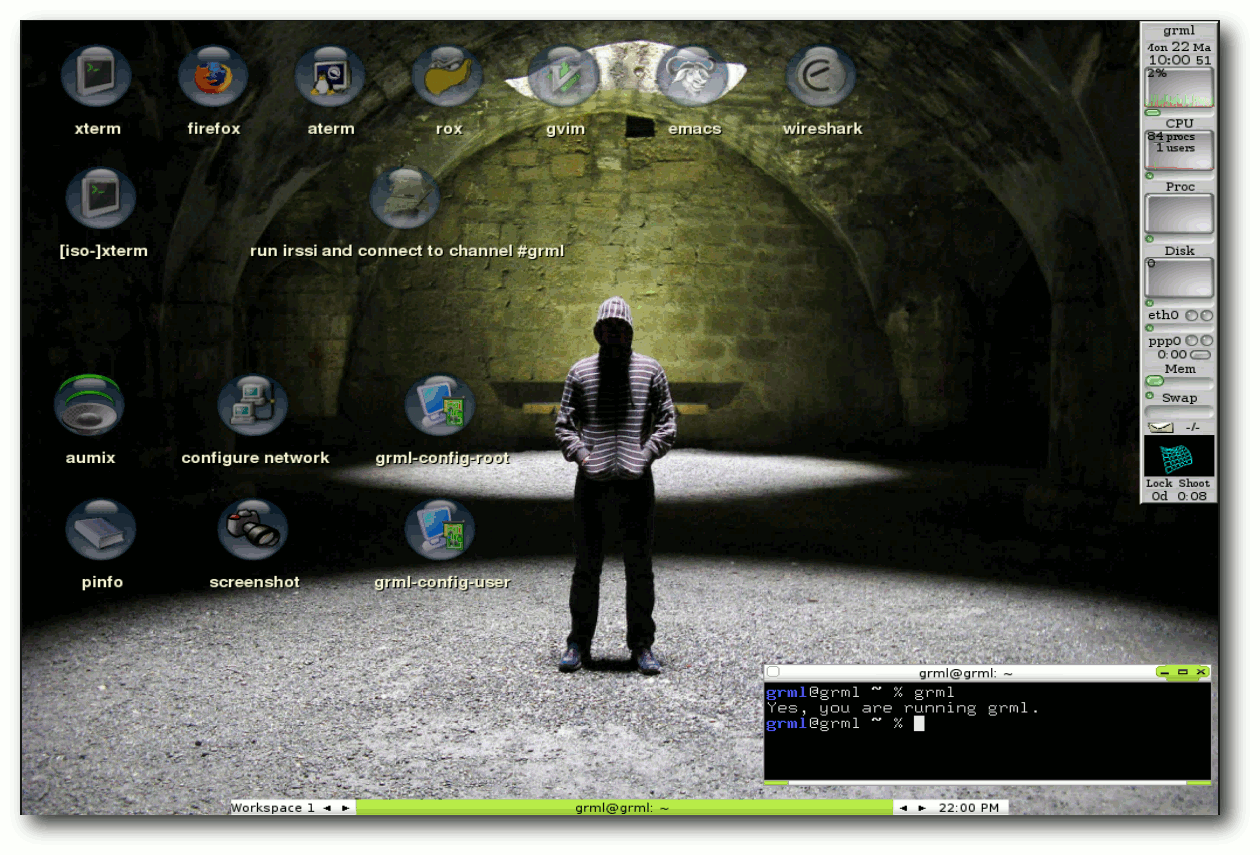 xterm
firefox
aterm
rox
gvim
emacs
wireshark
[iso-]xterm
run irssi and connect to channel #grml
aumix
configure network
grml-config-root
pinfo
screenshot
grml-config-user
grml
Mon 22 Ma
10:00 51
2%
CPU
84 procs
1 users
Proc
Disk
0
eth0
ppp0
0:00
Mem
Swap
-/-
Lock Shoot
0d 0:08
grml@grml: ~
grml@grml ~ % grml
Yes, you are running grml.
grml@grml ~ %
Workspace 1 ◄ ►
grml@grml: ~
◄ ► 22:00 PM